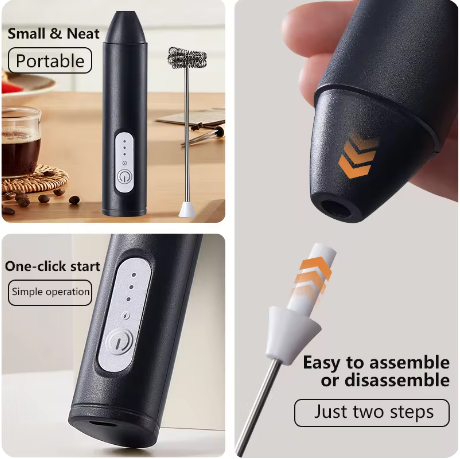 Small & Neat
Portable
One-click start
Simple operation
Easy to assemble
or disassemble
Just two steps